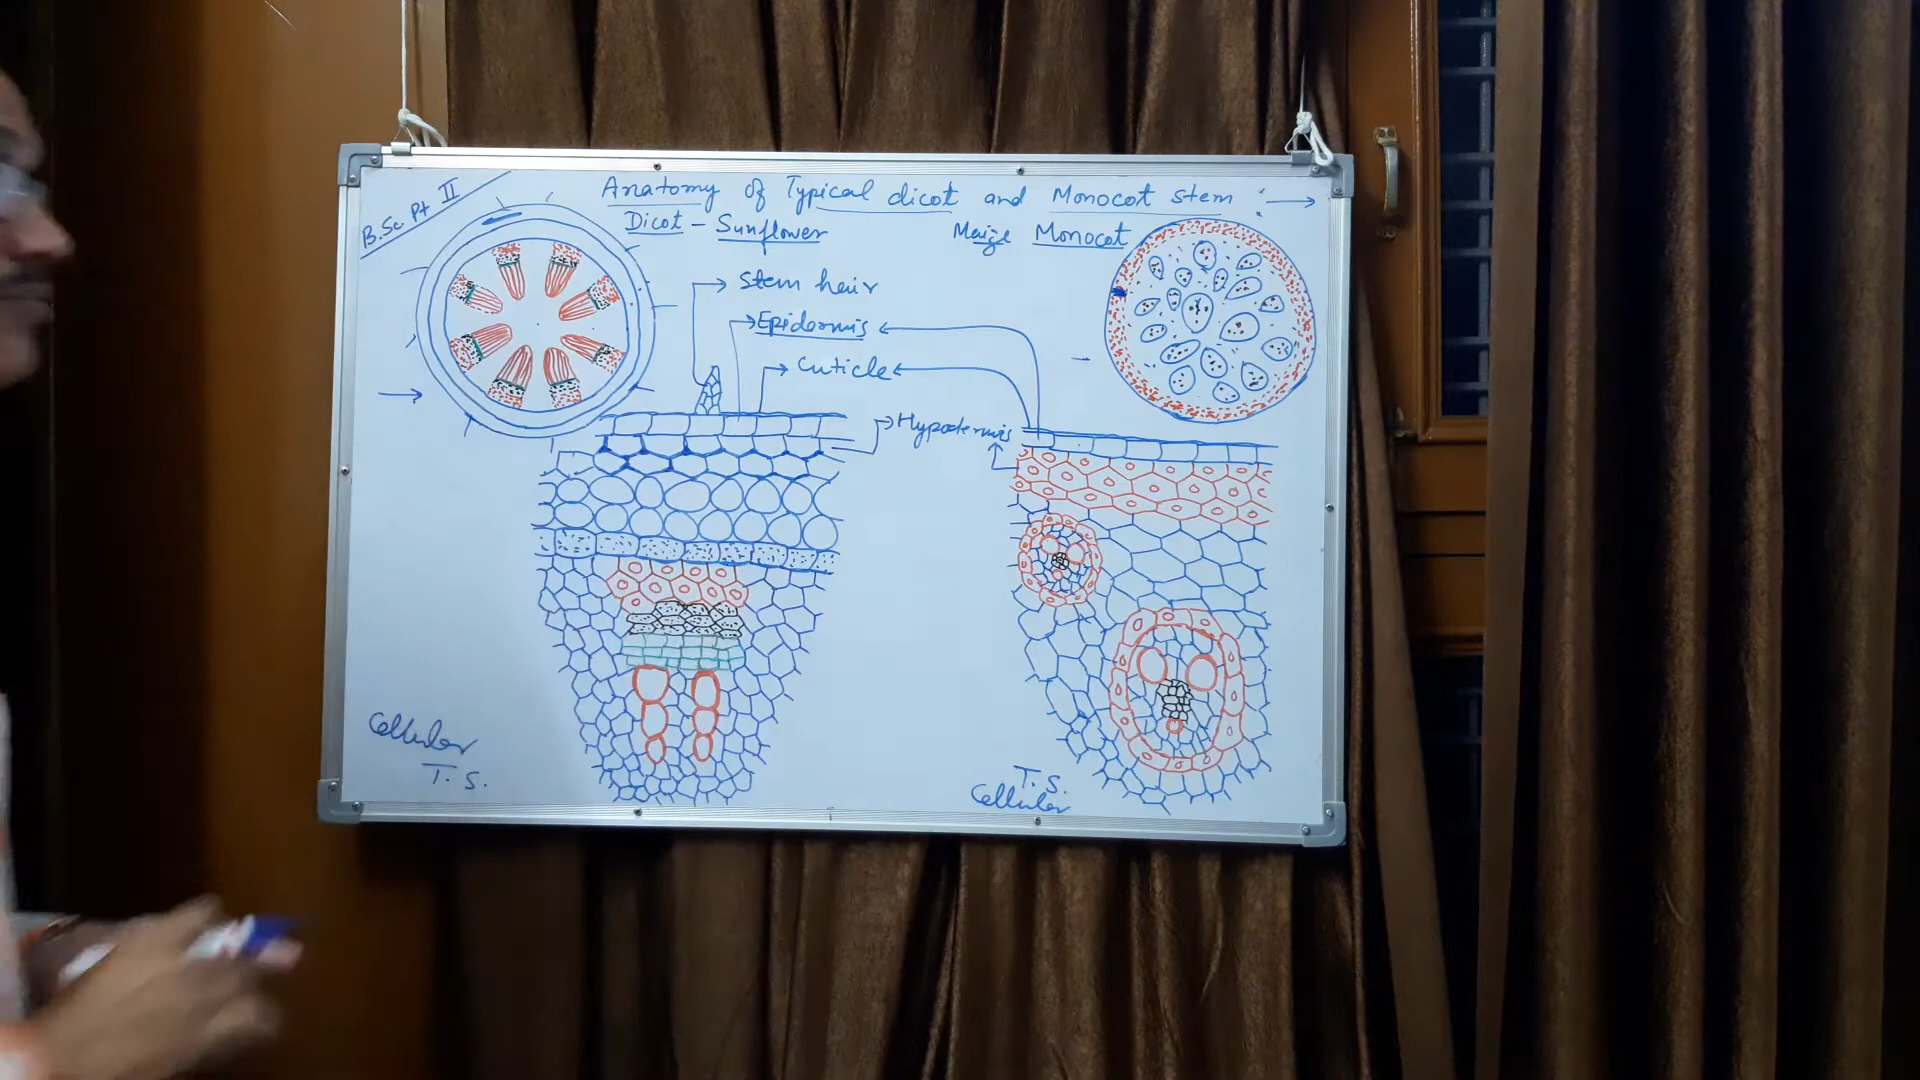 B.Sc. Pt II
Anatomy of Typical dicot and Monocot stem :→
Dicot - Sunflower
Maize Monocot
Stem hair
Epidermis
Cuticle
Hypodermis
Cellular
T. S.
T. S.
Cellular